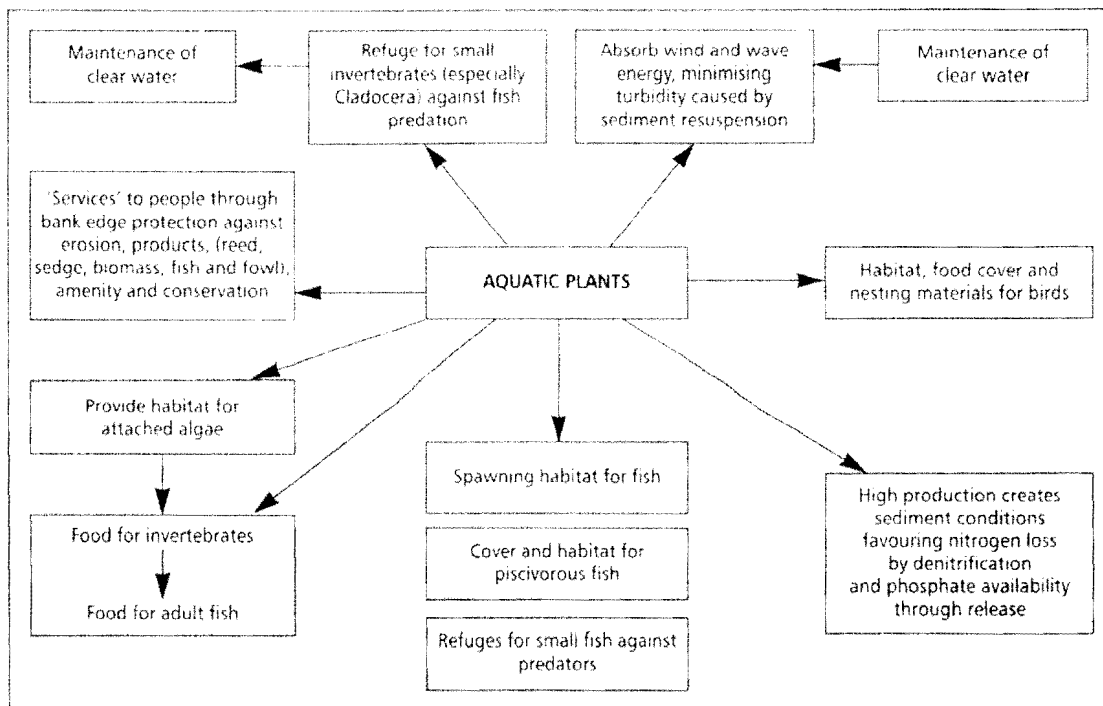 Maintenance of
clear water
Refuge for small
invertebrates (especially
Cladocera) against fish
predation
Absorb wind and wave
energy, minimising
turbidity caused by
sediment resuspension
Maintenance of
clear water
'Services' to people through
bank edge protection against
erosion, products, (reed,
sedge, biomass, fish and fowl),
amenity and conservation
AQUATIC PLANTS
Habitat, food cover and
nesting materials for birds
Provide habitat for
attached algae
Spawning habitat for fish
High production creates
sediment conditions
favouring nitrogen loss
by denitrification
and phosphate availability
through release
Food for invertebrates
Food for adult fish
Cover and habitat for
piscivorous fish
Refuges for small fish against
predators